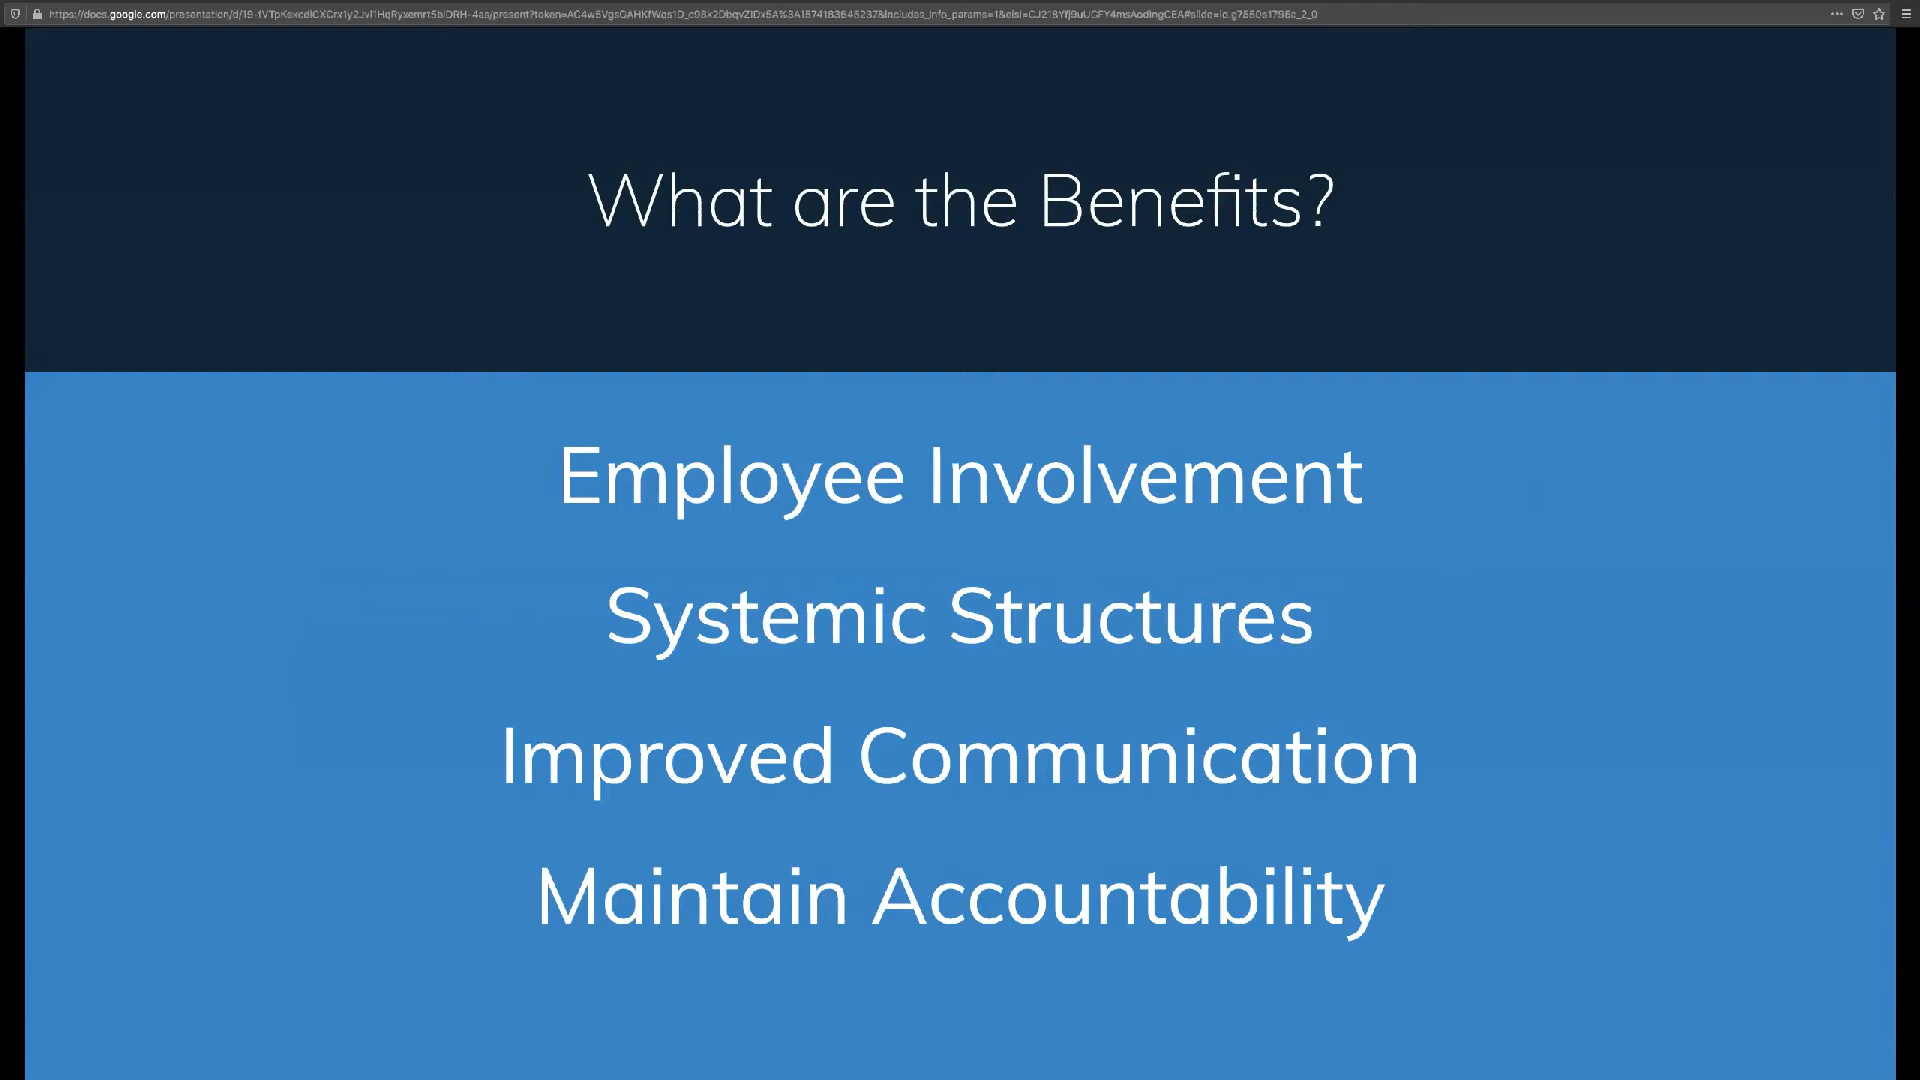 What are the Benefits?
Employee Involvement
Systemic Structures
Improved Communication
Maintain Accountability